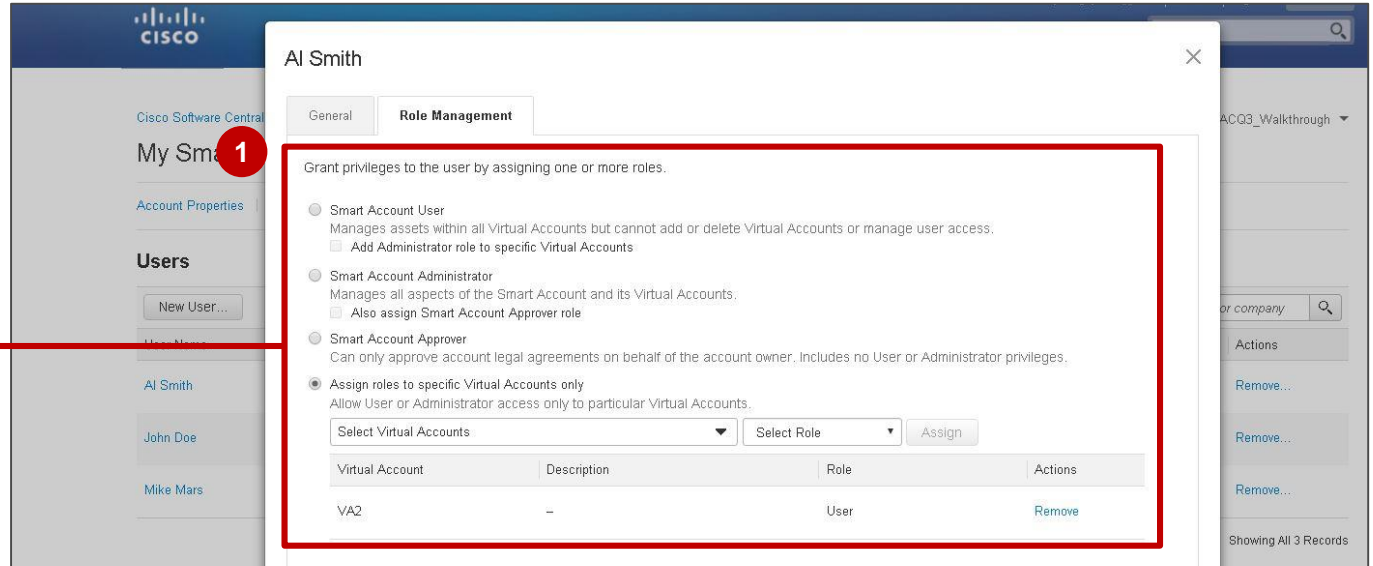 CISCO
Al Smith
Cisco Software Central
General
Role Management
ACQ3_Walkthrough
My Sma
1
Grant privileges to the user by assigning one or more roles.
Account Properties
Smart Account User
Manages assets within all Virtual Accounts but cannot add or delete Virtual Accounts or manage user access.
Add Administrator role to specific Virtual Accounts
Users
Smart Account Administrator
Manages all aspects of the Smart Account and its Virtual Accounts.
Also assign Smart Account Approver role
New User...
or company
Smart Account Approver
Can only approve account legal agreements on behalf of the account owner. Includes no User or Administrator privileges.
User Name
Actions
Assign roles to specific Virtual Accounts only
Allow User or Administrator access only to particular Virtual Accounts.
Al Smith
Remove...
Select Virtual Accounts
Select Role
Assign
John Doe
Remove...
Virtual Account
Description
Role
Actions
Mike Mars
Remove...
VA2
–
User
Remove
Showing All 3 Records